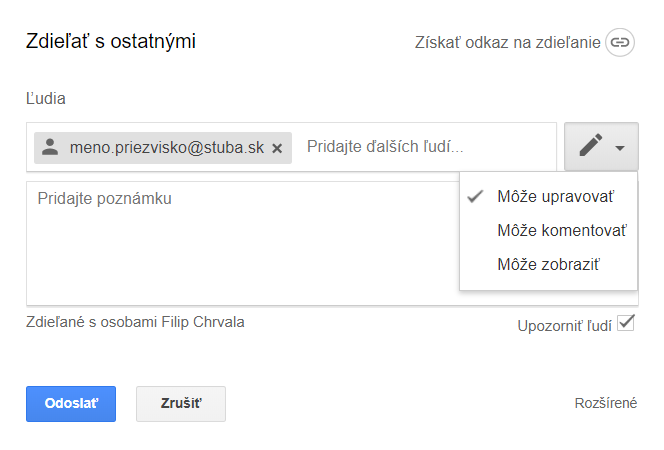 Zdieľať s ostatnými
Získať odkaz na zdieľanie
Ľudia
meno.priezvisko@stuba.sk × Pridajte ďalších ľudí...
Môže upravovať
Môže komentovať
Môže zobraziť
Pridajte poznámku
Zdieľané s osobami Filip Chrvala
Upozorniť ľudí
Odoslať
Zrušiť
Rozšírené